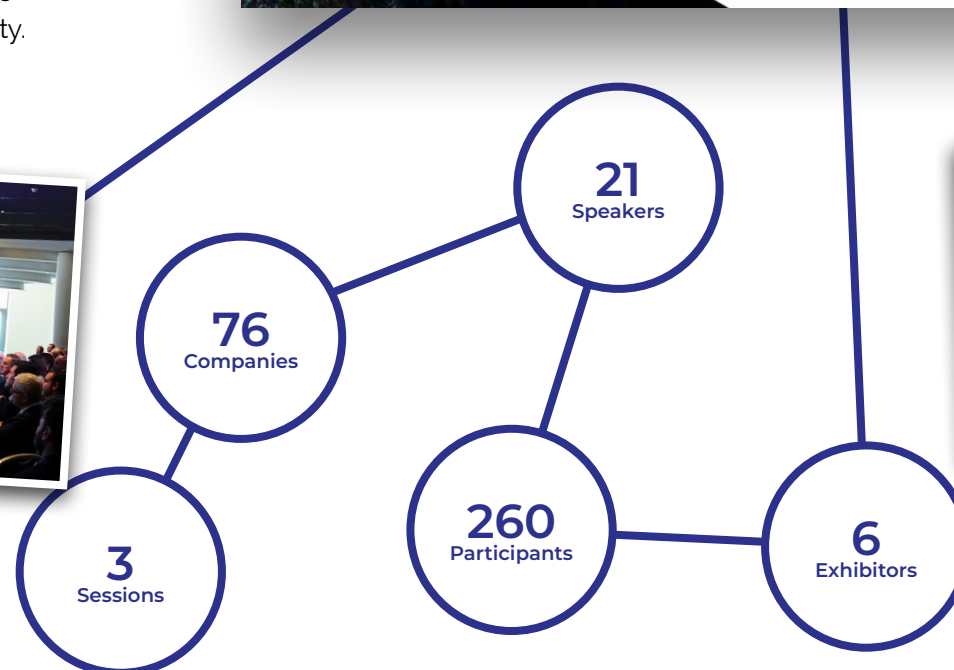 ty.
21
Speakers
76
Companies
260
Participants
6
Exhibitors
3
Sessions